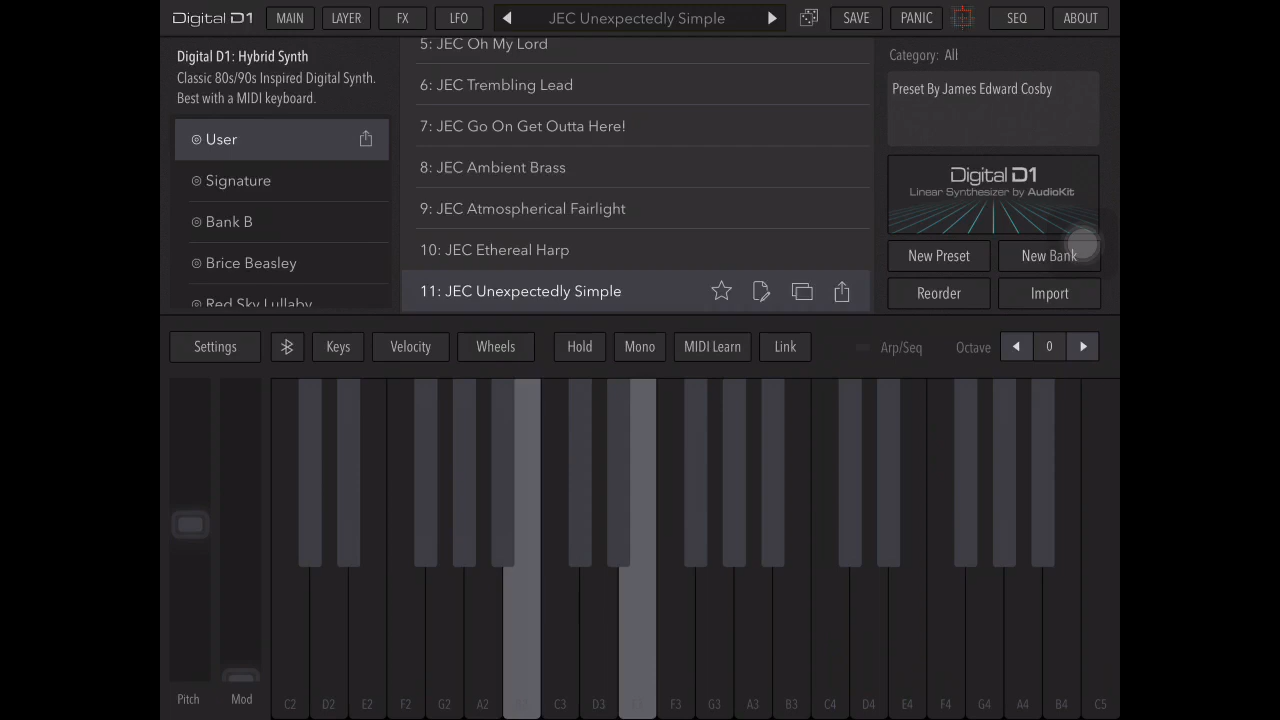 Digital D1
MAIN
LAYER
FX
LFO
JEC Unexpectedly Simple
SAVE
PANIC
SEQ
ABOUT
Digital D1: Hybrid Synth
Classic 80s/90s Inspired Digital Synth.
Best with a MIDI keyboard.
User
Signature
Bank B
Brice Beasley
Red Sky Lullaby
5: JEC Oh My Lord
6: JEC Trembling Lead
7: JEC Go On Get Outta Here!
8: JEC Ambient Brass
9: JEC Atmospherical Fairlight
10: JEC Ethereal Harp
11: JEC Unexpectedly Simple
Category: All
Preset By James Edward Cosby
Digital D1
Linear Synthesizer by AudioKit
New Preset
New Bank
Reorder
Import
Settings
Keys
Velocity
Wheels
Hold
Mono
MIDI Learn
Link
Arp/Seq
Octave
0
Pitch
Mod
C2 D2 E2 F2 G2 A2 C3 D3 F3 G3 A3 B3 C4 D4 E4 F4 G4 A4 B4 C5